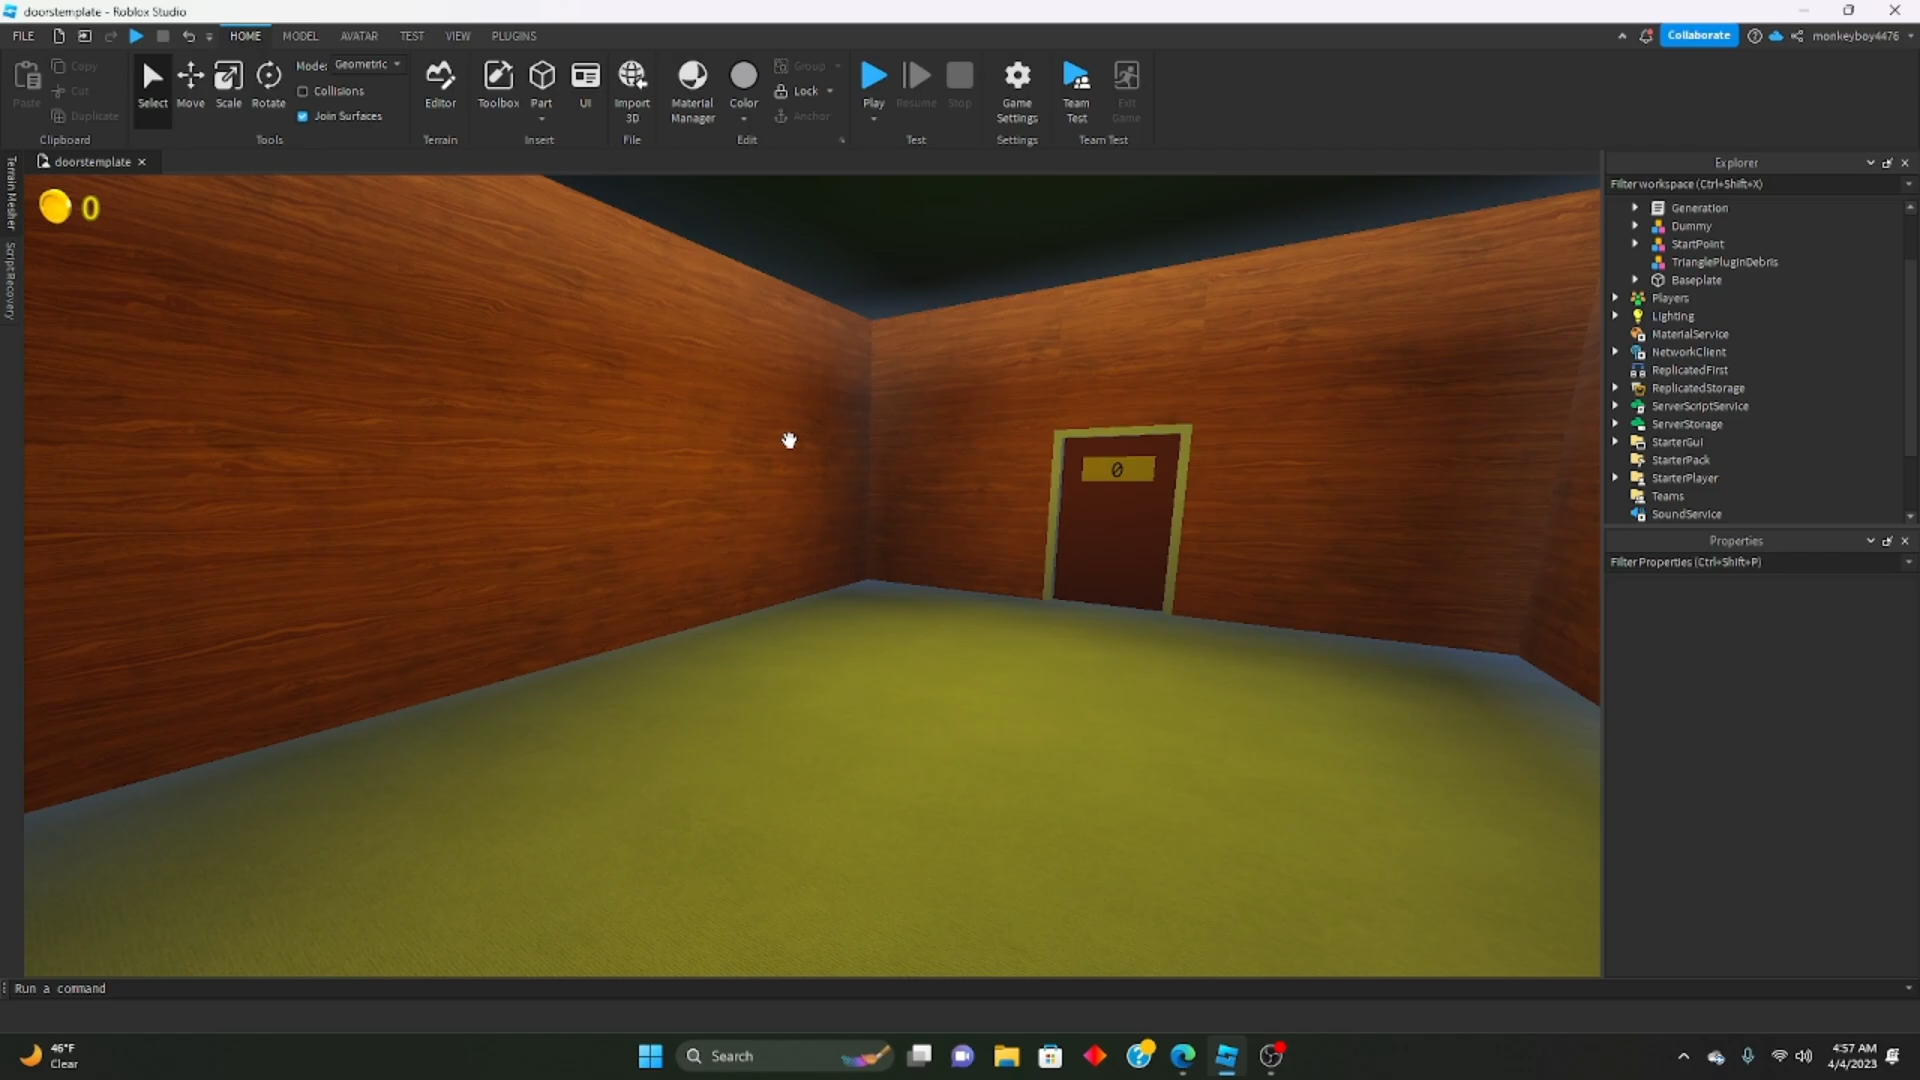 doorstemplate - Roblox Studio
FILE HOME MODEL AVATAR TEST VIEW PLUGINS Collaborate monkeyboy4476
Paste Copy Cut Duplicate Clipboard
Select Move Scale Rotate Mode: Geometric Collisions Join Surfaces Tools
Editor Terrain
Toolbox Part UI Insert
Import 3D File
Material Manager Color Group Lock Anchor Edit
Play Resume Stop Test
Game Settings Settings
Team Test Exit Game Team Test
doorstemplate
Terrain Mesher
Script Recovery
0
0
Explorer
Filter workspace (Ctrl+Shift+X)
Generation
Dummy
StartPoint
TrianglePluginDebris
Baseplate
Players
Lighting
MaterialService
NetworkClient
ReplicatedFirst
ReplicatedStorage
ServerScriptService
ServerStorage
StarterGui
StarterPack
StarterPlayer
Teams
SoundService
Properties
Filter Properties (Ctrl+Shift+P)
Run a command
46°F
Clear
Search
4:57 AM
4/4/2023